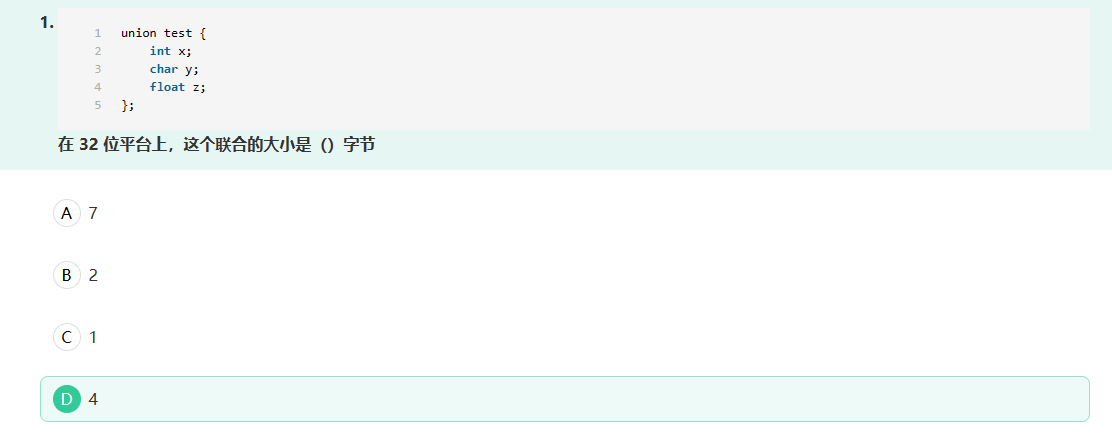 1.
1 union test {
2     int x;
3     char y;
4     float z;
5 };
在 32 位平台上，这个联合的大小是（）字节
A 7
B 2
C 1
D 4